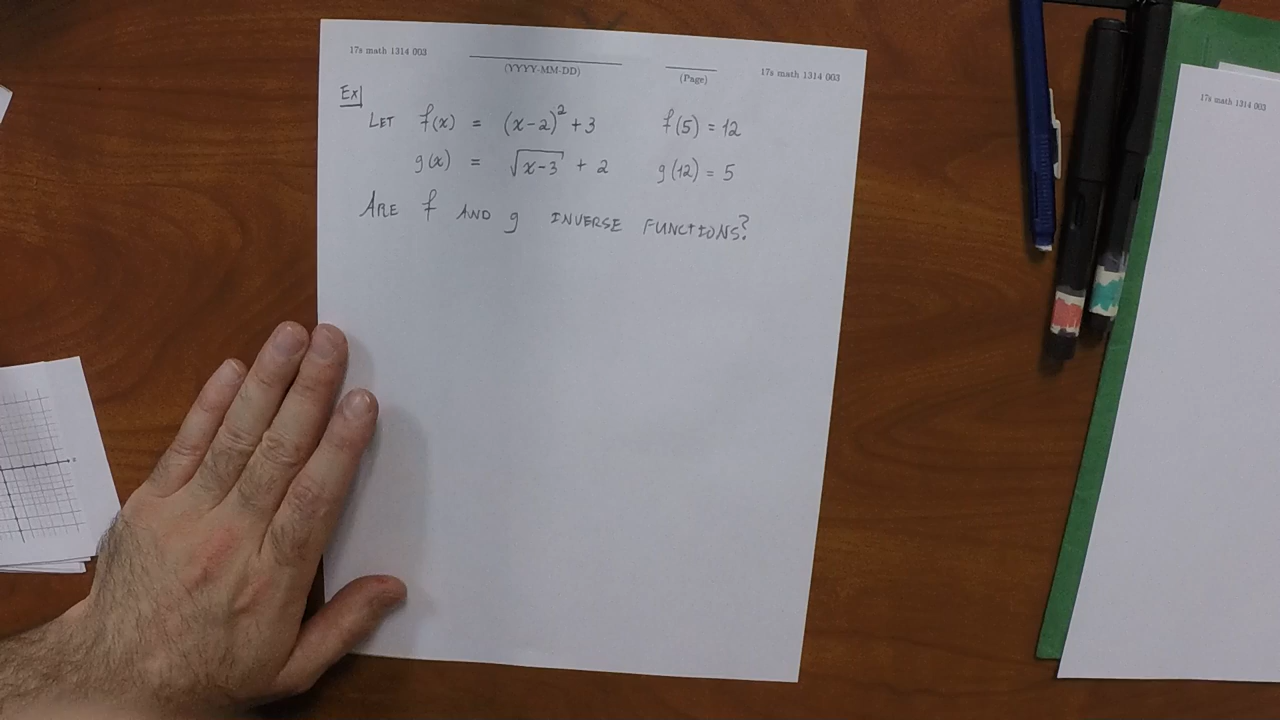 17s math 1314 003 (YYYY-MM-DD) (Page) 17s math 1314 003
Ex
LET f(x) = (x-2)² + 3 f(5) = 12
g(x) = √(x-3) + 2 g(12) = 5
ARE f AND g INVERSE FUNCTIONS?
17s math 1314 003
x